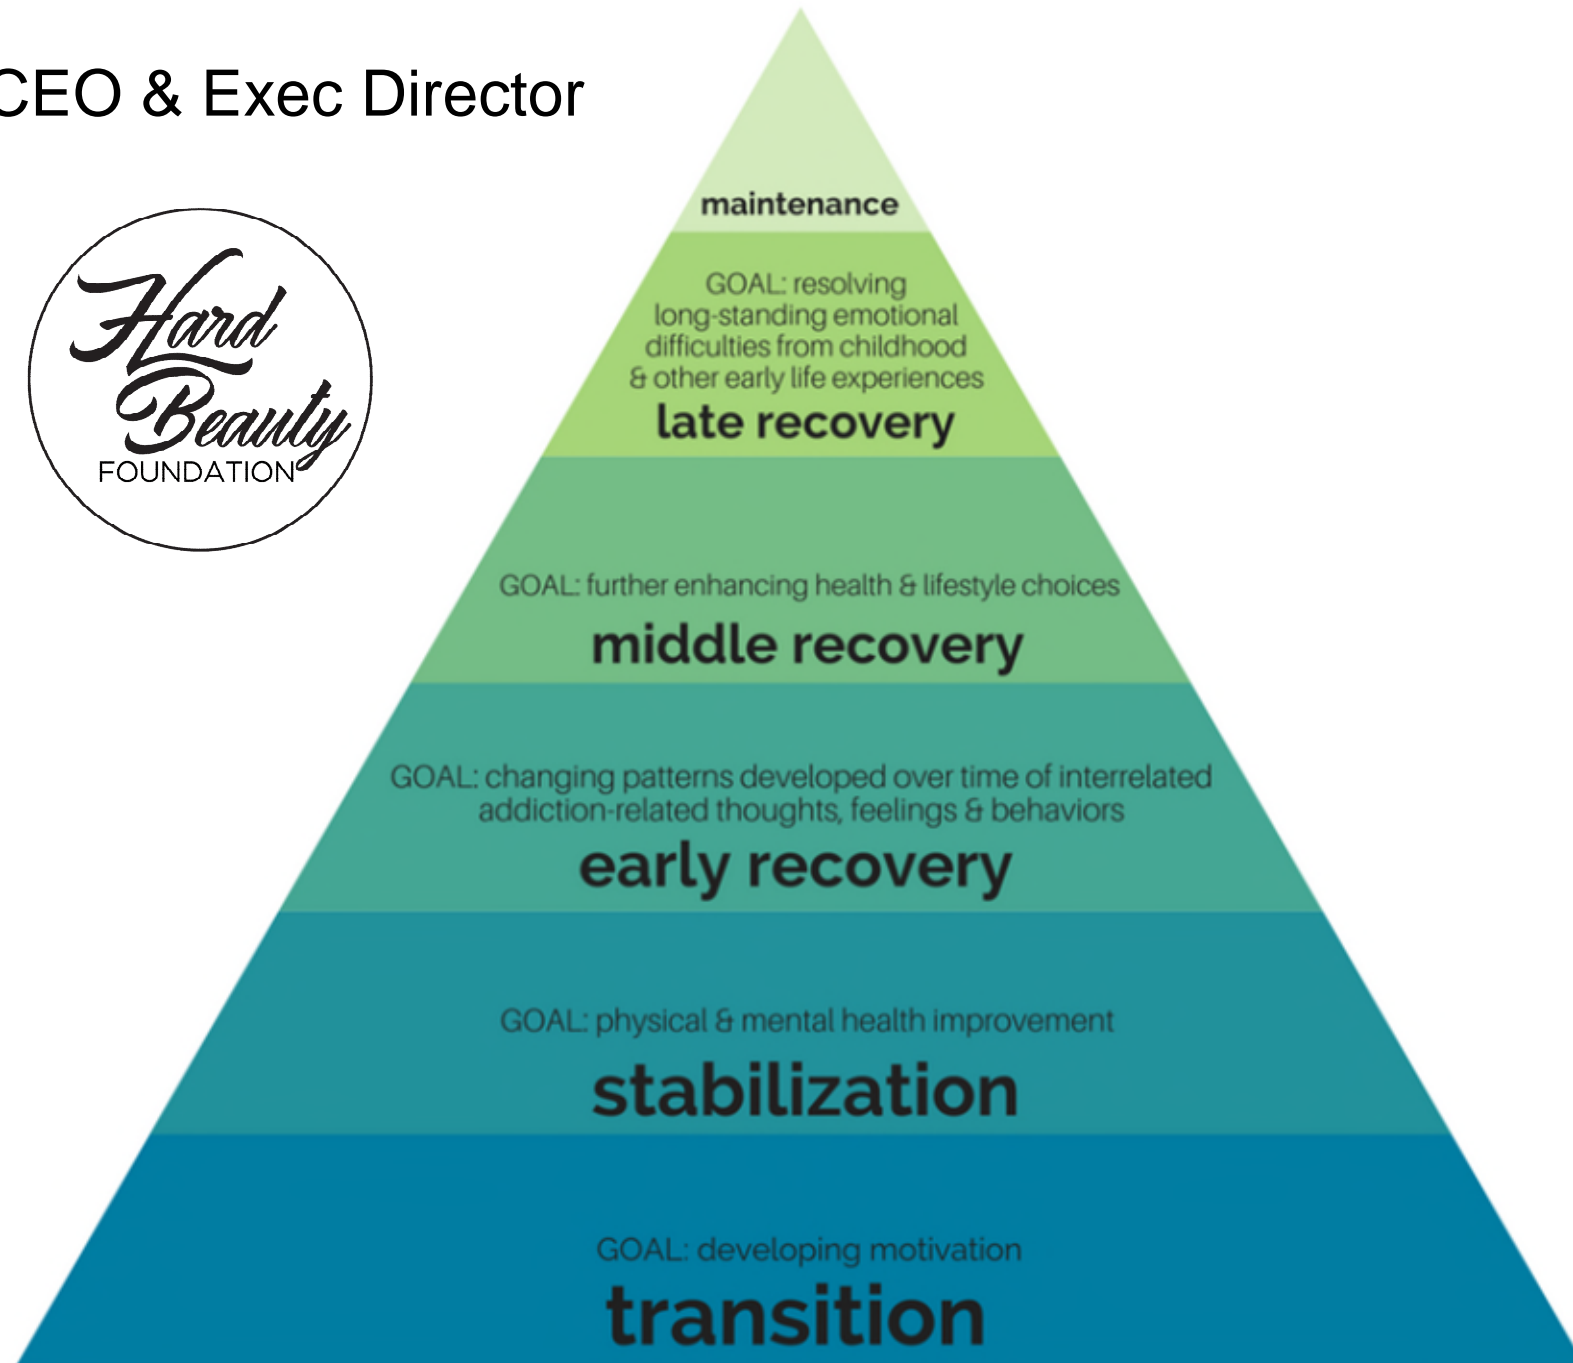 CEO & Exec Director
Hard
Beauty
FOUNDATION
maintenance
GOAL: resolving
long-standing emotional
difficulties from childhood
& other early life experiences
late recovery
GOAL: further enhancing health & lifestyle choices
middle recovery
GOAL: changing patterns developed over time of interrelated
addiction-related thoughts, feelings & behaviors
early recovery
GOAL: physical & mental health improvement
stabilization
GOAL: developing motivation
transition